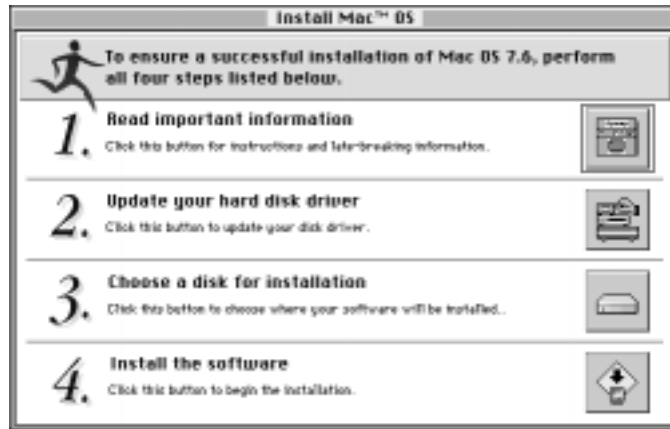 Install Mac™ OS
To ensure a successful installation of Mac OS 7.6, perform
all four steps listed below.
1.
Read important information
Click this button for instructions and late-breaking information.
2.
Update your hard disk driver
Click this button to update your disk driver.
3.
Choose a disk for installation
Click this button to choose where your software will be installed..
4.
Install the software
Click this button to begin the installation.